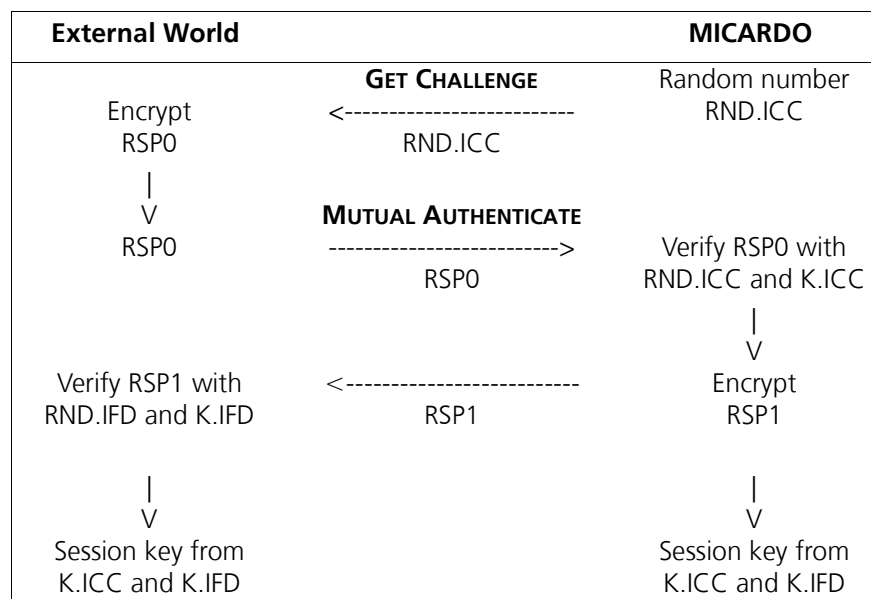 External World MICARDO
GET CHALLENGE Random number
Encrypt <-------------------------- RND.ICC
RSP0 RND.ICC
|
V MUTUAL AUTHENTICATE
RSP0 --------------------------> Verify RSP0 with
RSP0 RND.ICC and K.ICC
|
V
Verify RSP1 with <-------------------------- Encrypt
RND.IFD and K.IFD RSP1 RSP1
| |
V V
Session key from Session key from
K.ICC and K.IFD K.ICC and K.IFD